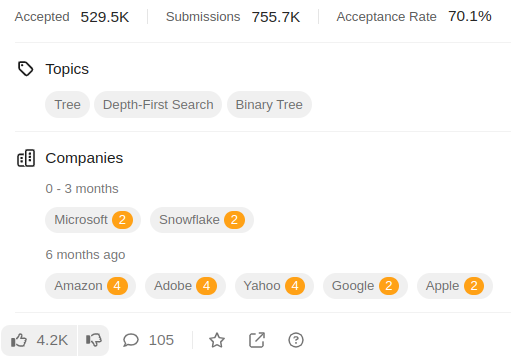 Accepted 529.5K Submissions 755.7K Acceptance Rate 70.1%
Topics
Tree Depth-First Search Binary Tree
Companies
0 - 3 months
Microsoft 2 Snowflake 2
6 months ago
Amazon 4 Adobe 4 Yahoo 4 Google 2 Apple 2
4.2K 105